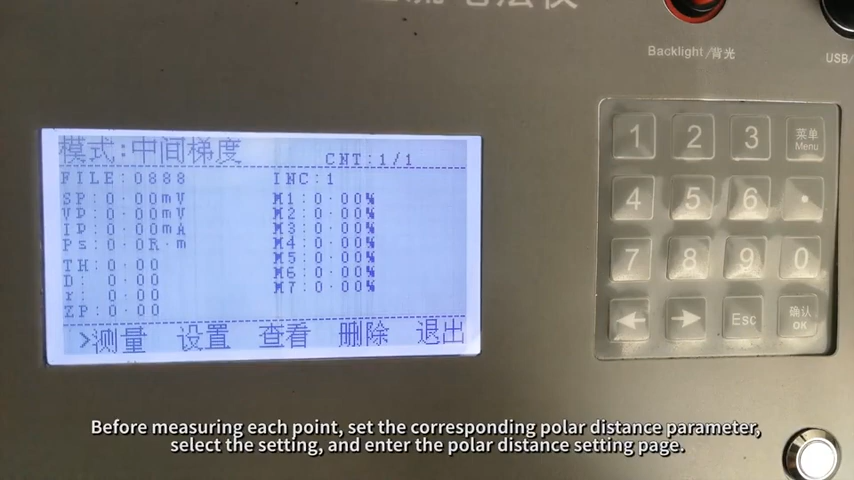 Backlight/背光
USB/
模式:中间梯度
CNT:1/1
FILE:0888
INC:1
SP:0.00mV
M1:0.00%
VP:0.00mV
M2:0.00%
IP:0.00mA
M3:0.00%
Ps:0.0R·m
M4:0.00%
M5:0.00%
TH:0.00
M6:0.00%
D: 0.00
M7:0.00%
r: 0.00
ZP:0.00
>测量 设置 查看 删除 退出
1 2 3 菜单
Menu
4 5 6 .
7 8 9 0
← → Esc 确认
OK
Before measuring each point, set the corresponding polar distance parameter,
select the setting, and enter the polar distance setting page.